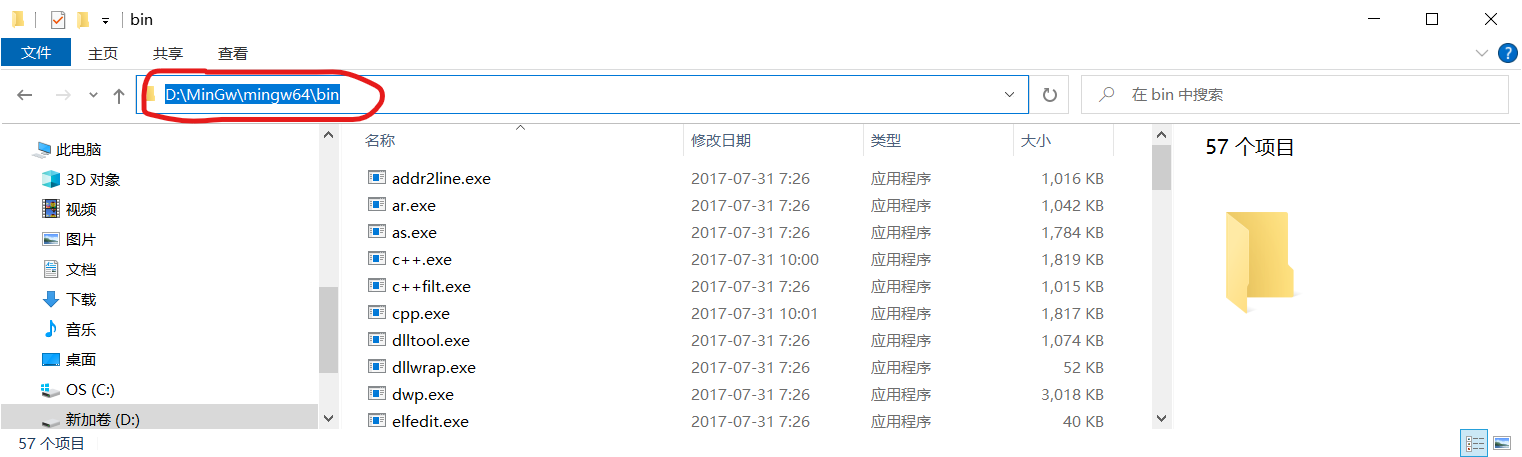 bin
文件 主页 共享 查看
D:\MinGw\mingw64\bin 在 bin 中搜索
名称 修改日期 类型 大小
此电脑
3D 对象
视频
图片
文档
下载
音乐
桌面
OS (C:)
新加卷 (D:)
addr2line.exe 2017-07-31 7:26 应用程序 1,016 KB
ar.exe 2017-07-31 7:26 应用程序 1,042 KB
as.exe 2017-07-31 7:26 应用程序 1,784 KB
c++.exe 2017-07-31 10:00 应用程序 1,819 KB
c++filt.exe 2017-07-31 7:26 应用程序 1,015 KB
cpp.exe 2017-07-31 10:01 应用程序 1,817 KB
dlltool.exe 2017-07-31 7:26 应用程序 1,074 KB
dllwrap.exe 2017-07-31 7:26 应用程序 52 KB
dwp.exe 2017-07-31 7:26 应用程序 3,018 KB
elfedit.exe 2017-07-31 7:26 应用程序 40 KB
57 个项目
57 个项目